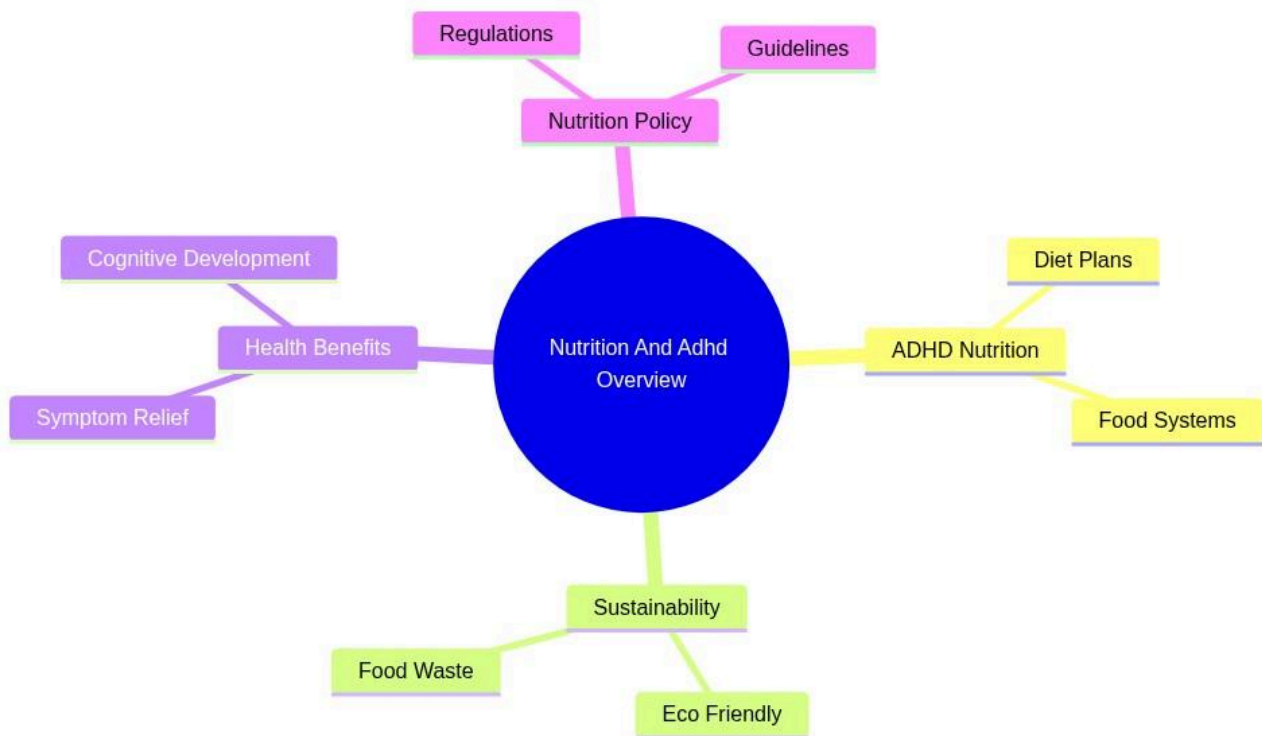 Regulations
Guidelines
Nutrition Policy
Cognitive Development
Health Benefits
Symptom Relief
Nutrition And Adhd
Overview
Diet Plans
ADHD Nutrition
Food Systems
Sustainability
Food Waste
Eco Friendly